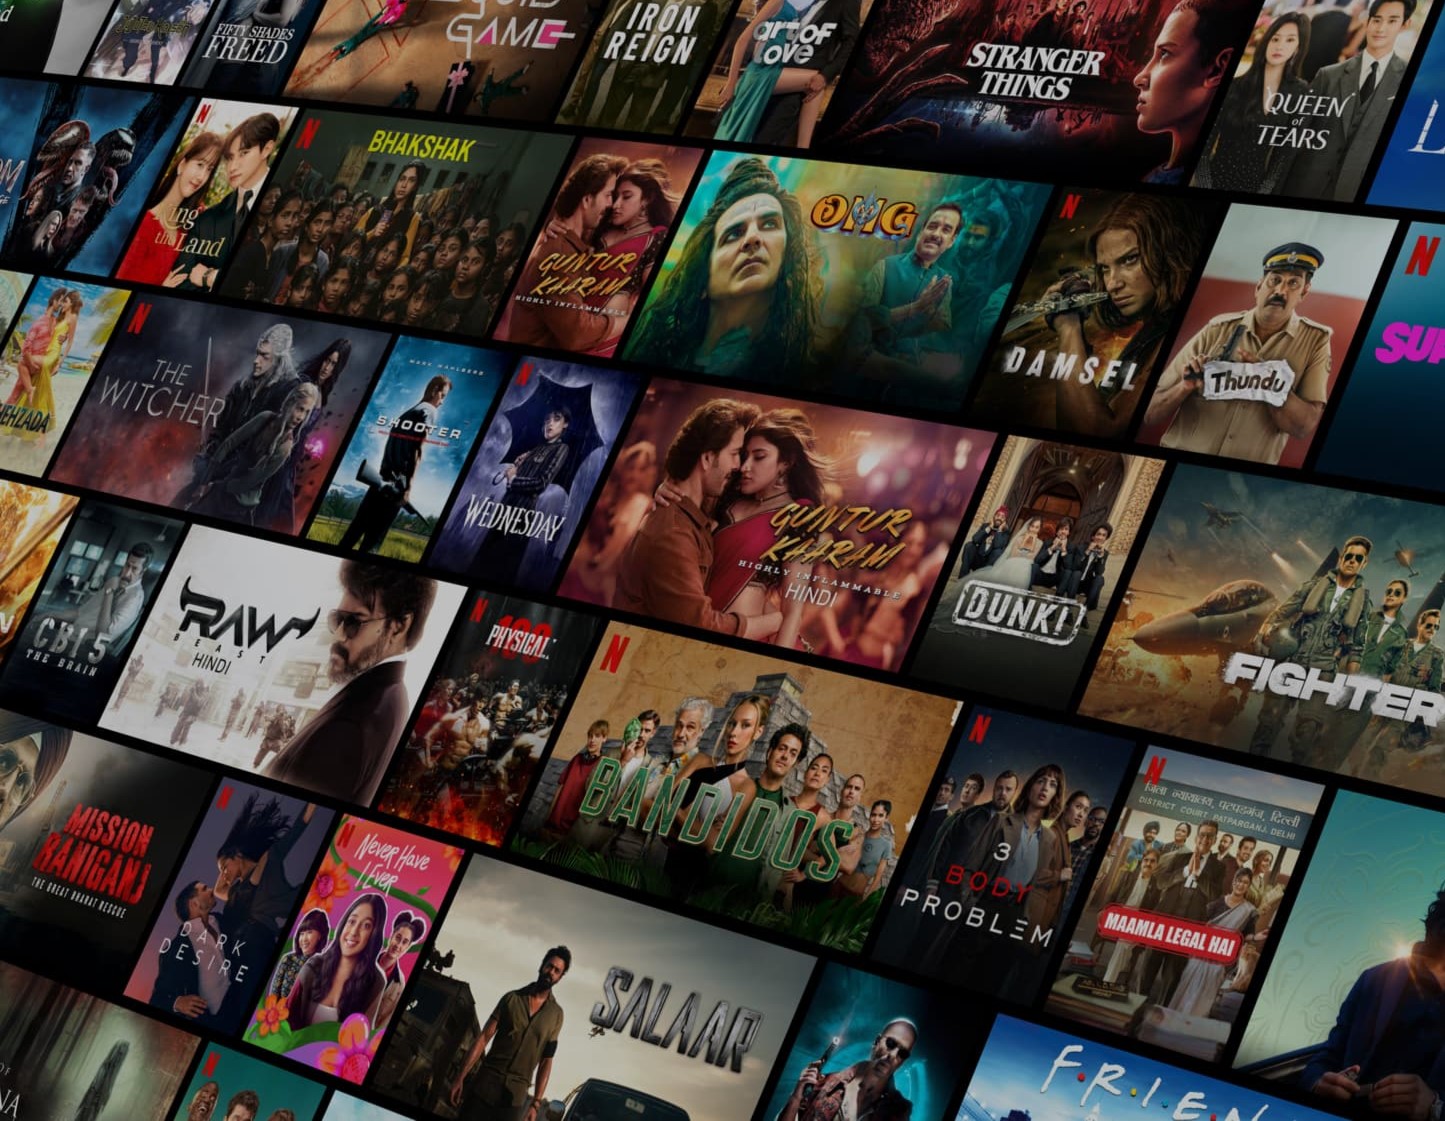 FIFTY SHADES
FREED
SQUID
GAME
IRON
REIGN
art OF
love
STRANGER
THINGS
QUEEN
of
TEARS
N
King
the Land
N
BHAKSHAK
GUNTUR
KAARAM
HIGHLY INFLAMMABLE
OMG
N
DAMSEL
Thundu
N
SUP
EHZADA
N
THE
WITCHER
MARK WAHLBERG
SHOOTER
N
WEDNESDAY
GUNTUR
KAARAM
HIGHLY INFLAMMABLE
HINDI
DUNKI
FIGHTER
CBI 5
THE BRAIN
RAW
BEAST
HINDI
N
PHYSICAL:
100
N
BANDIDOS
N
3
BODY
PROBLEM
N
जिला न्यायालय, पटपड़गंज, दिल्ली
DISTRICT COURT, PATPARGANJ, DELHI
MAAMLA LEGAL HAI
MISSION
RANIGANJ
THE GREAT BHARAT RESCUE
N
DARK
DESIRE
N
Never Have
I Ever
SALAAR
N
F·R·I·E·N